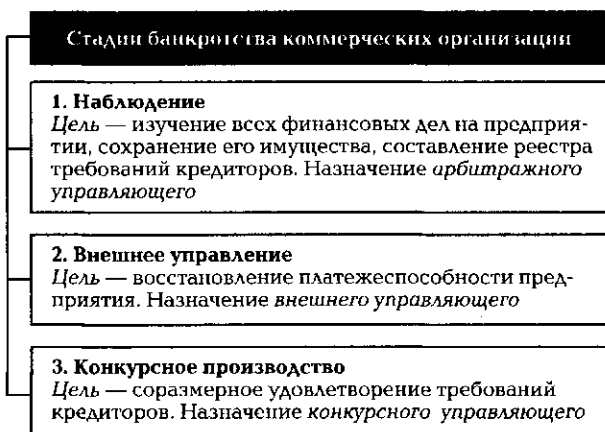 Стадии банкротства коммерческих организации
1. Наблюдение
Цель — изучение всех финансовых дел на предприя-
тии, сохранение его имущества, составление реестра
требований кредиторов. Назначение арбитражного
управляющего
2. Внешнее управление
Цель — восстановление платежеспособности пред-
приятия. Назначение внешнего управляющего
3. Конкурсное производство
Цель — соразмерное удовлетворение требований
кредиторов. Назначение конкурсного управляющего